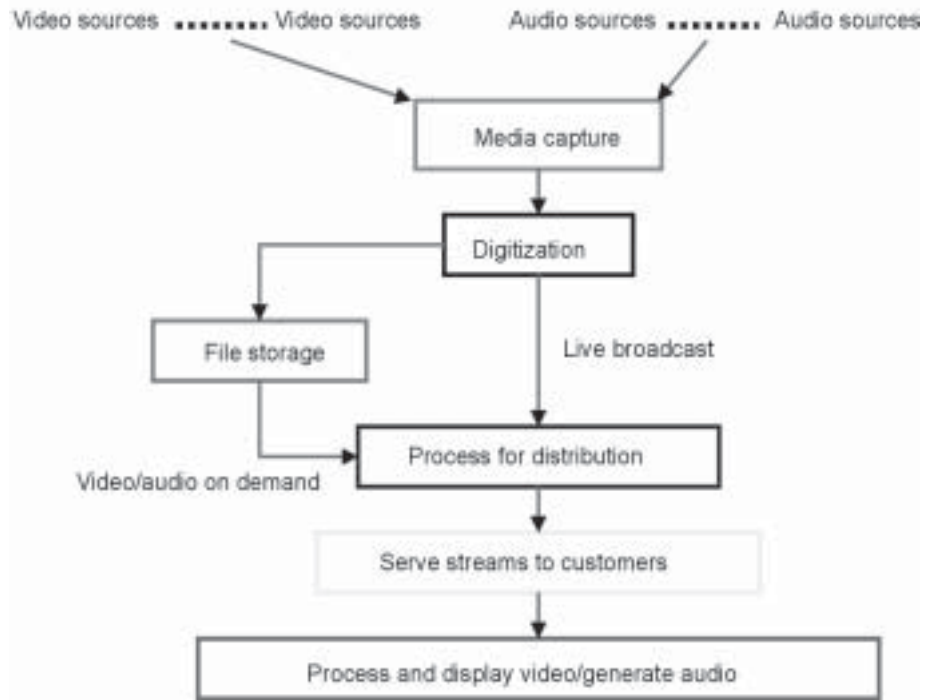 Video sources Video sources Audio sources Audio sources
Media capture
Digitization
File storage
Live broadcast
Process for distribution
Video/audio on demand
Serve streams to customers
Process and display video/generate audio